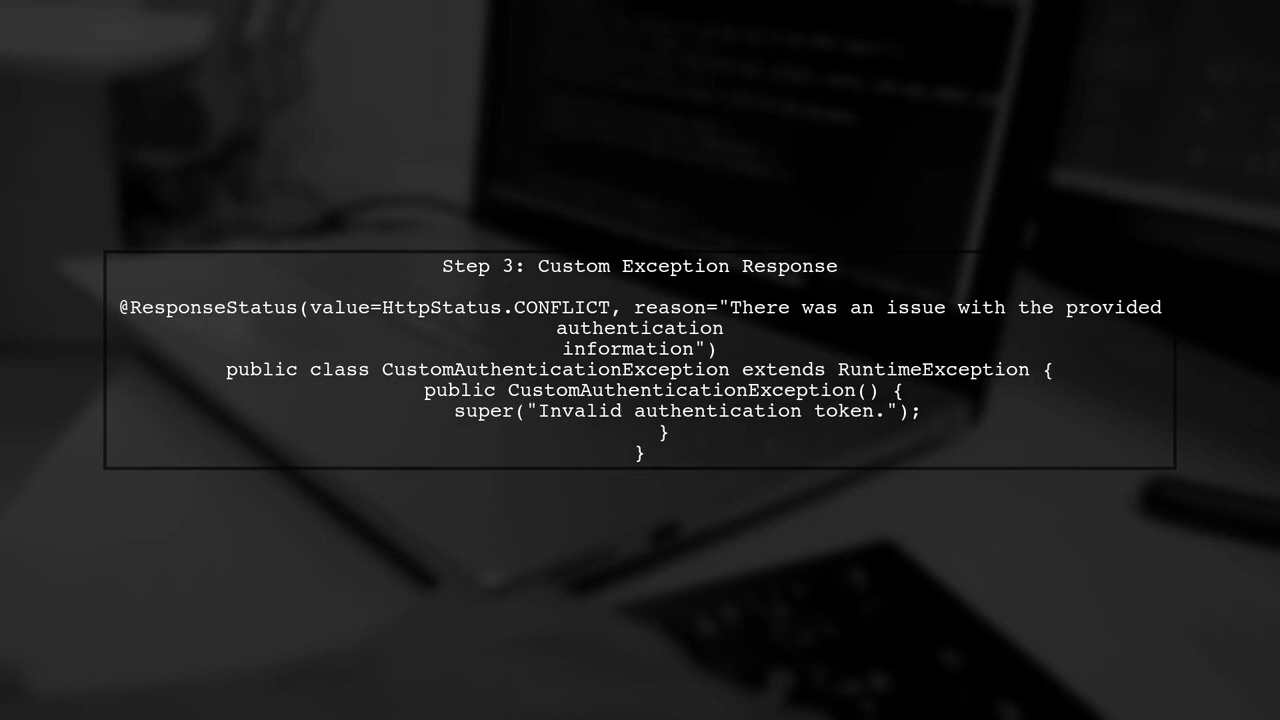 Step 3: Custom Exception Response
@ResponseStatus(value=HttpStatus.CONFLICT, reason="There was an issue with the provided
authentication
information")
public class CustomAuthenticationException extends RuntimeException {
public CustomAuthenticationException() {
super("Invalid authentication token.");
}
}